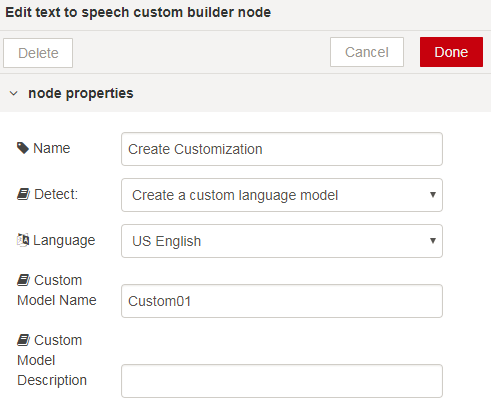 Edit text to speech custom builder node
Delete
Cancel
Done
node properties
Name
Create Customization
Detect:
Create a custom language model
Language
US English
Custom
Model Name
Custom01
Custom
Model
Description